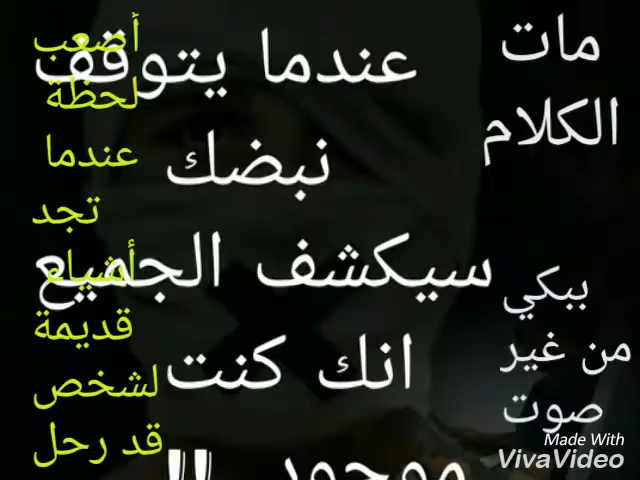 مات
الكلام
ببكي
من غير
صوت
عندما يتوقف
نبضك
سيكشف الجميع
انك كنت
موجود !!
أصعب
لحظة
عندما
تجد
أشياء
قديمة
لشخص
قد رحل
Made With
VivaVideo